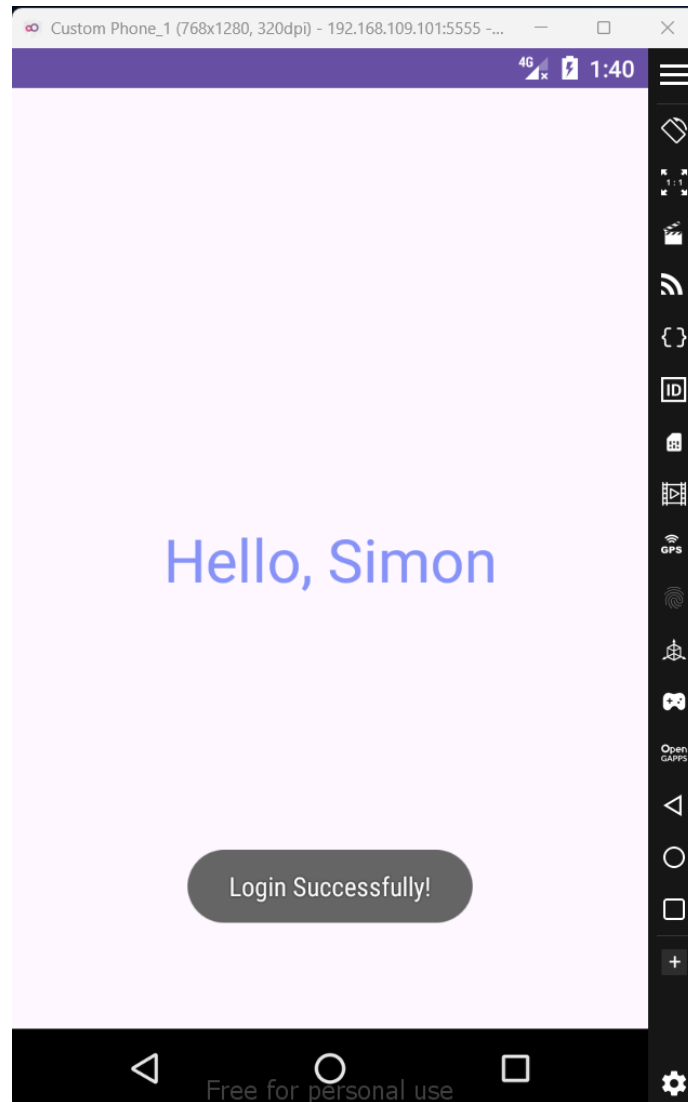 Custom Phone_1 (768x1280, 320dpi) - 192.168.109.101:5555 -...
4G 1:40
1:1
{ }
ID
GPS
Hello, Simon
Open
GAPPS
Login Successfully!
Free for personal use